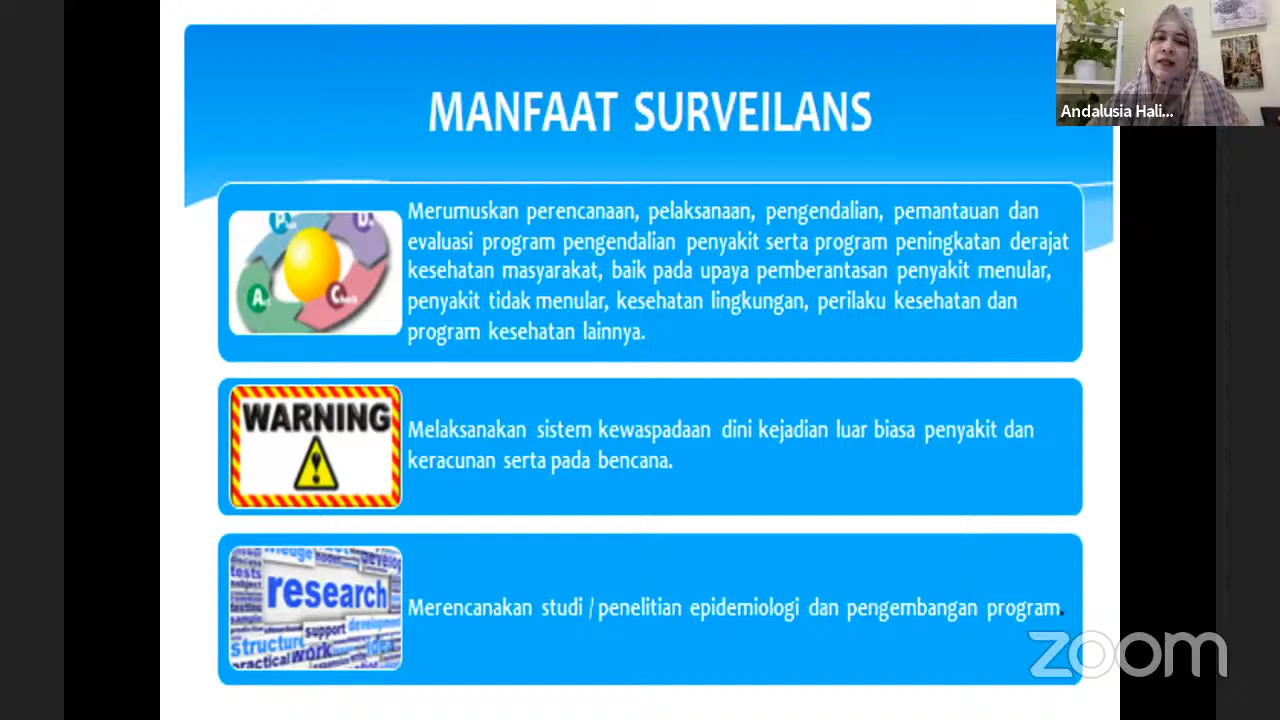 MANFAAT SURVEILANS
Andalusia Hali...
Merumuskan perencanaan, pelaksanaan, pengendalian, pemantauan dan
evaluasi program pengendalian penyakit serta program peningkatan derajat
kesehatan masyarakat, baik pada upaya pemberantasan penyakit menular,
penyakit tidak menular, kesehatan lingkungan, perilaku kesehatan dan
program kesehatan lainnya.
WARNING
Melaksanakan sistem kewaspadaan dini kejadian luar biasa penyakit dan
keracunan serta pada bencana.
tests
research
support
structure
work
idea
practical
Merencanakan studi / penelitian epidemiologi dan pengembangan program.
zoom